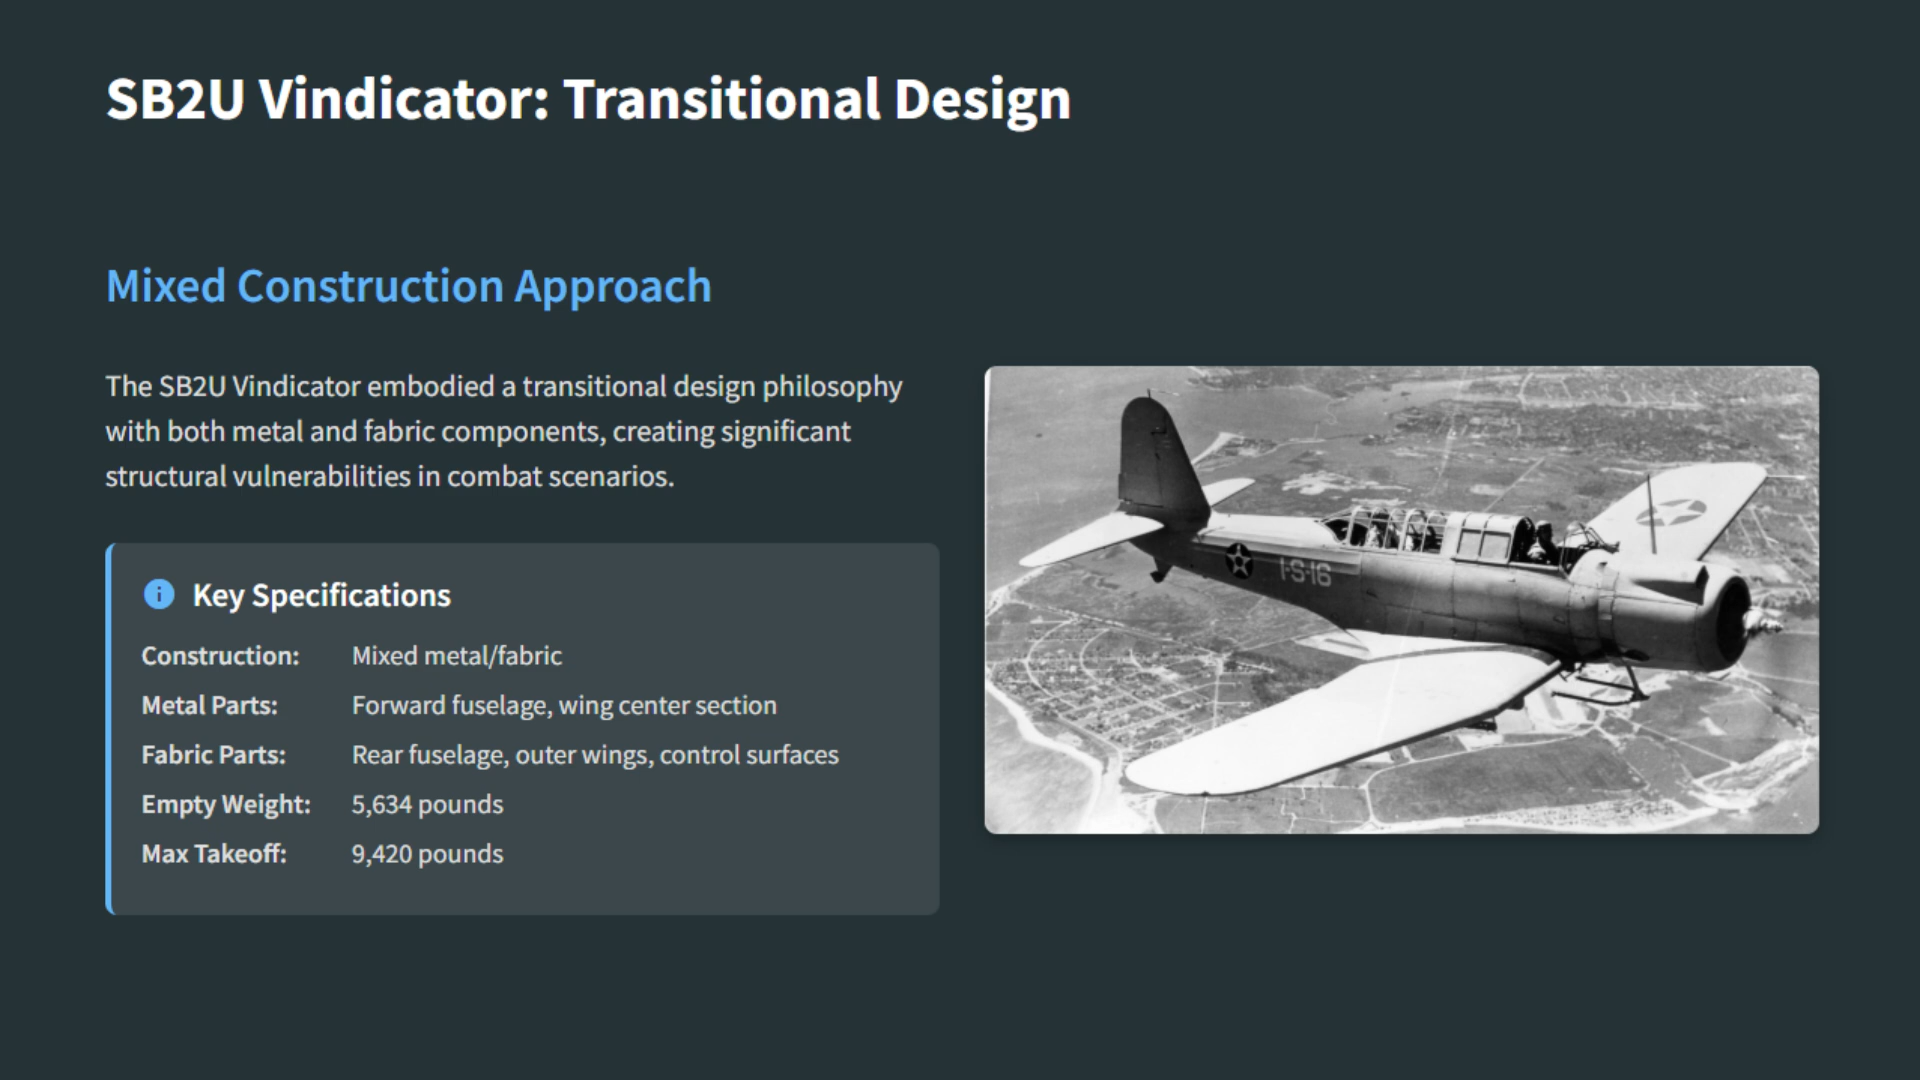 SB2U Vindicator: Transitional Design
Mixed Construction Approach
The SB2U Vindicator embodied a transitional design philosophy
with both metal and fabric components, creating significant
structural vulnerabilities in combat scenarios.
Key Specifications
Construction: Mixed metal/fabric
Metal Parts: Forward fuselage, wing center section
Fabric Parts: Rear fuselage, outer wings, control surfaces
Empty Weight: 5,634 pounds
Max Takeoff: 9,420 pounds
1-S-16